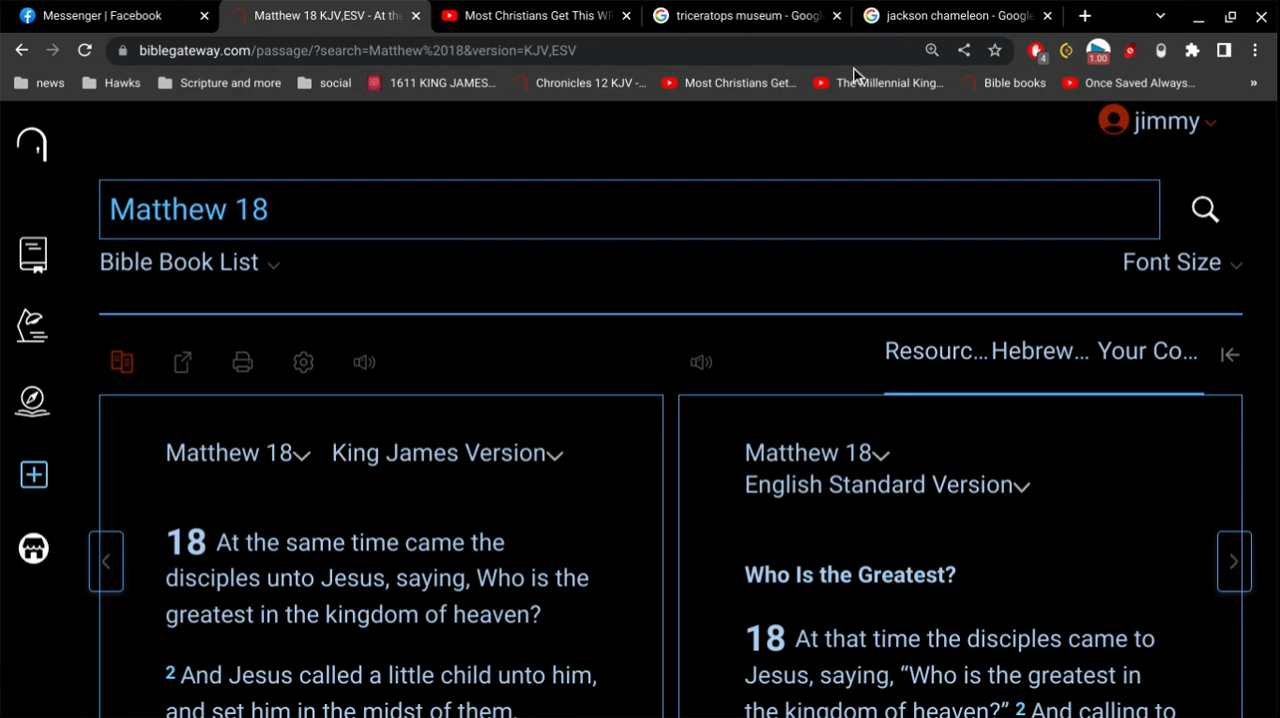 Messenger | Facebook
Matthew 18 KJV,ESV - At the
Most Christians Get This WR
triceratops museum - Googl
jackson chameleon - Google
biblegateway.com/passage/?search=Matthew%2018&version=KJV,ESV
4
1.00
news
Hawks
Scripture and more
social
1611 KING JAMES...
Chronicles 12 KJV -...
Most Christians Get...
The Millennial King...
Bible books
Once Saved Always...
»
jimmy
Matthew 18
Bible Book List
Font Size
Resourc... Hebrew... Your Co...
Matthew 18 King James Version
18 At the same time came the
disciples unto Jesus, saying, Who is the
greatest in the kingdom of heaven?
2 And Jesus called a little child unto him,
and set him in the midst of them,
Matthew 18
English Standard Version
Who Is the Greatest?
18 At that time the disciples came to
Jesus, saying, “Who is the greatest in
the kingdom of heaven?” 2 And calling to